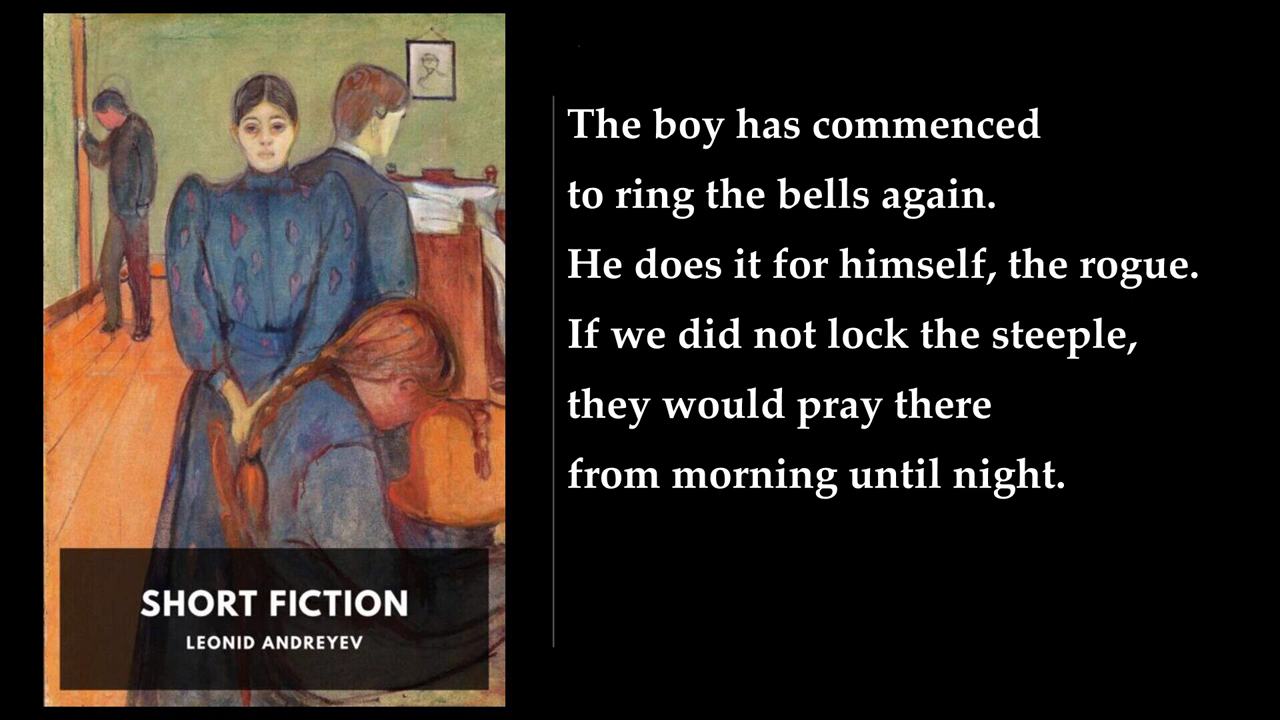 SHORT FICTION
LEONID ANDREYEV
The boy has commenced
to ring the bells again.
He does it for himself, the rogue.
If we did not lock the steeple,
they would pray there
from morning until night.